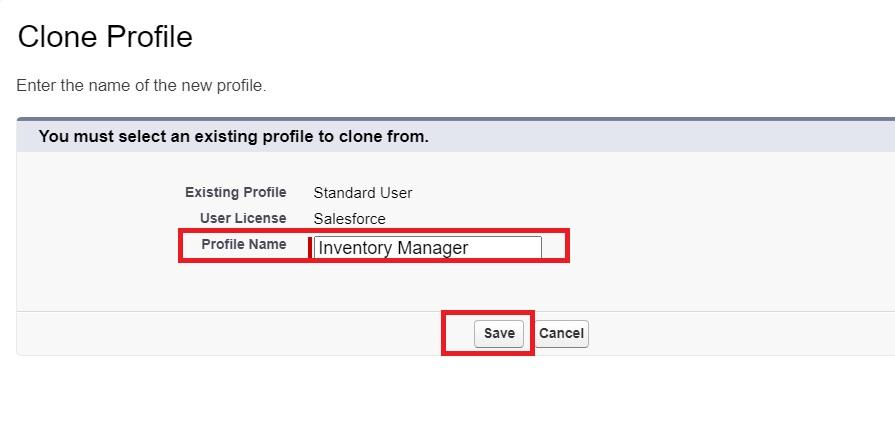 Clone Profile
Enter the name of the new profile.
You must select an existing profile to clone from.
Existing Profile Standard User
User License Salesforce
Profile Name Inventory Manager
Save Cancel